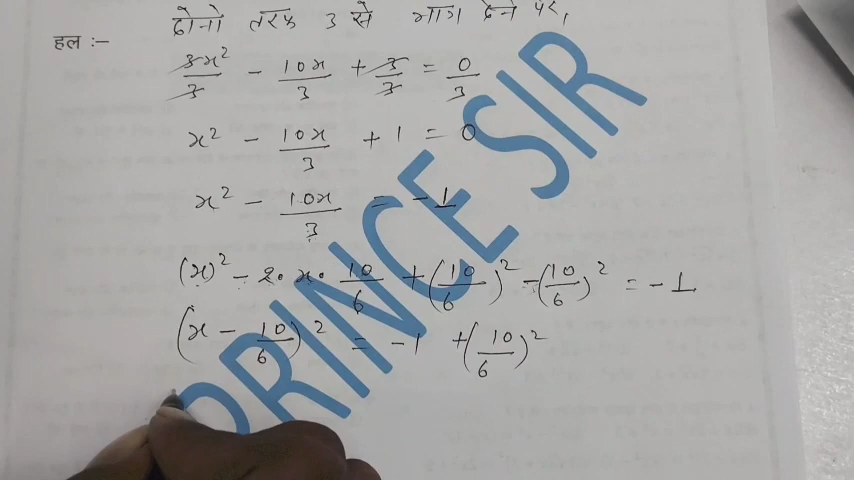 दोनो तरफ 3 से भाग देने पर,
हल :-
3x²/3 - 10x/3 + 3/3 = 0/3
x² - 10x/3 + 1 = 0
x² - 10x/3 = -1
(x)² - 2·x·10/6 + (10/6)² - (10/6)² = -1
(x - 10/6)² = -1 + (10/6)²
PRINCE SIR